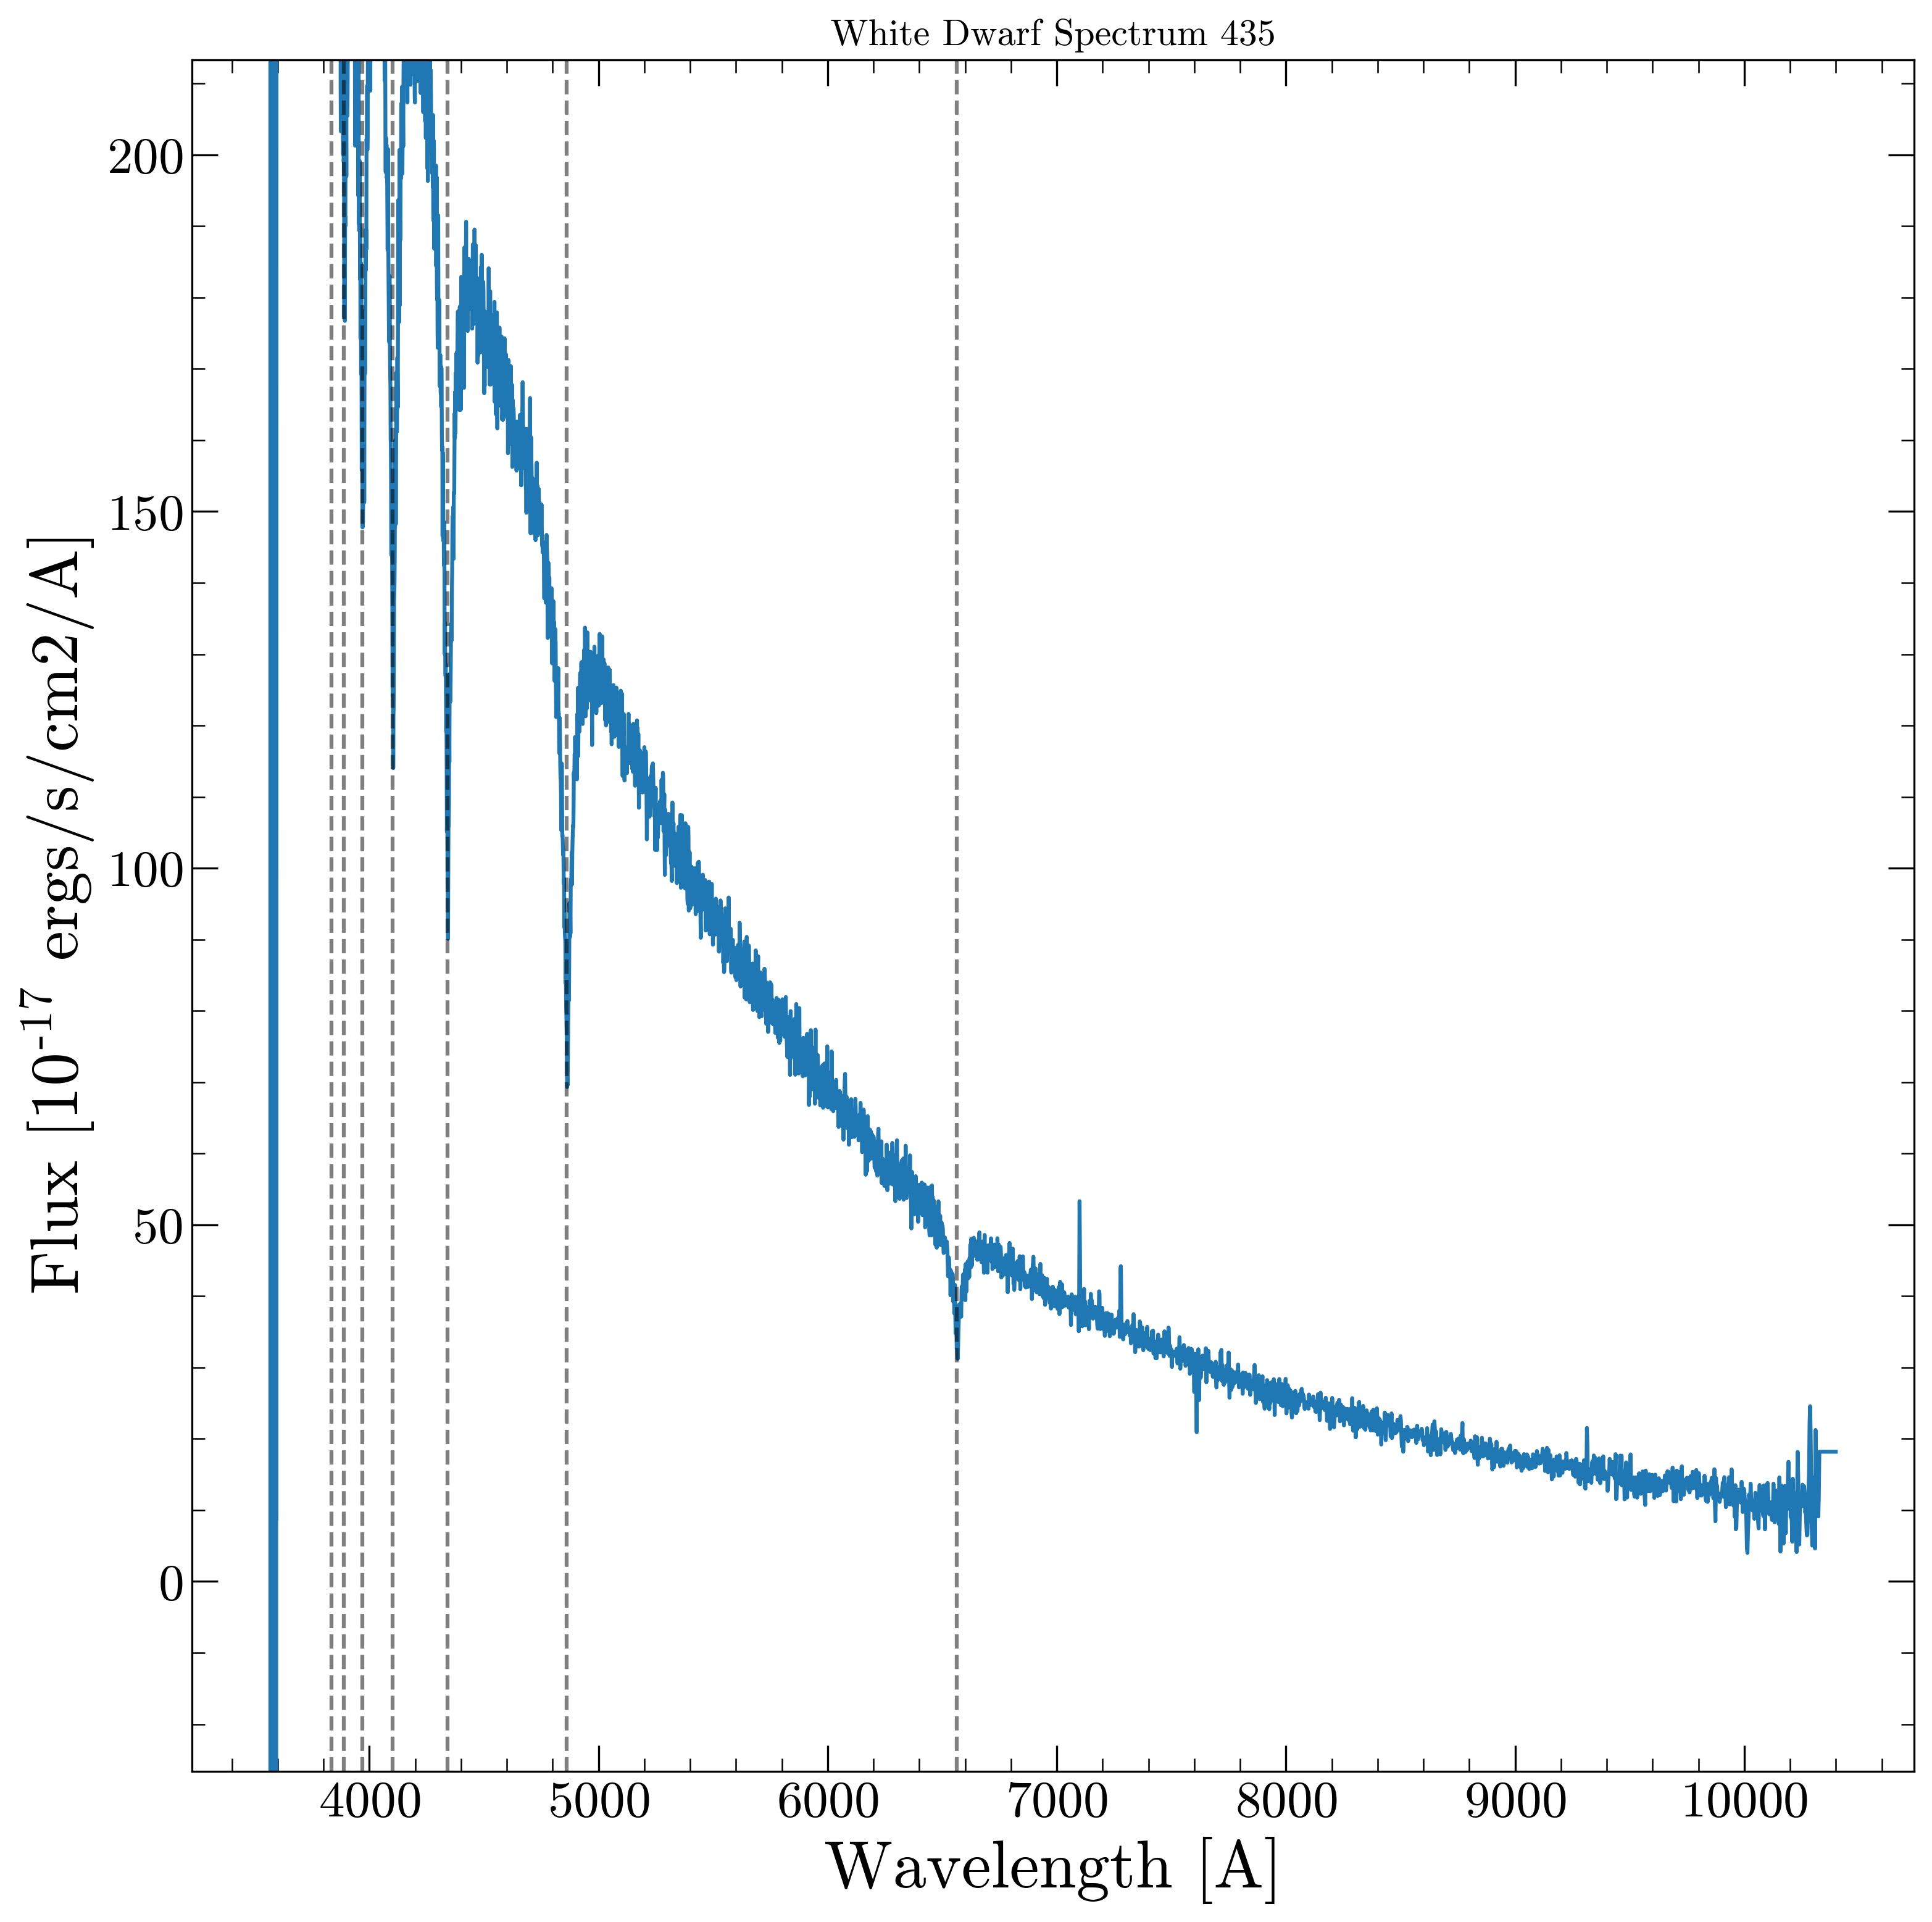 White Dwarf Spectrum 435
200
150
100
50
0
Flux [10-17 ergs/s/cm2/A]
4000 5000 6000 7000 8000 9000 10000
Wavelength [A]